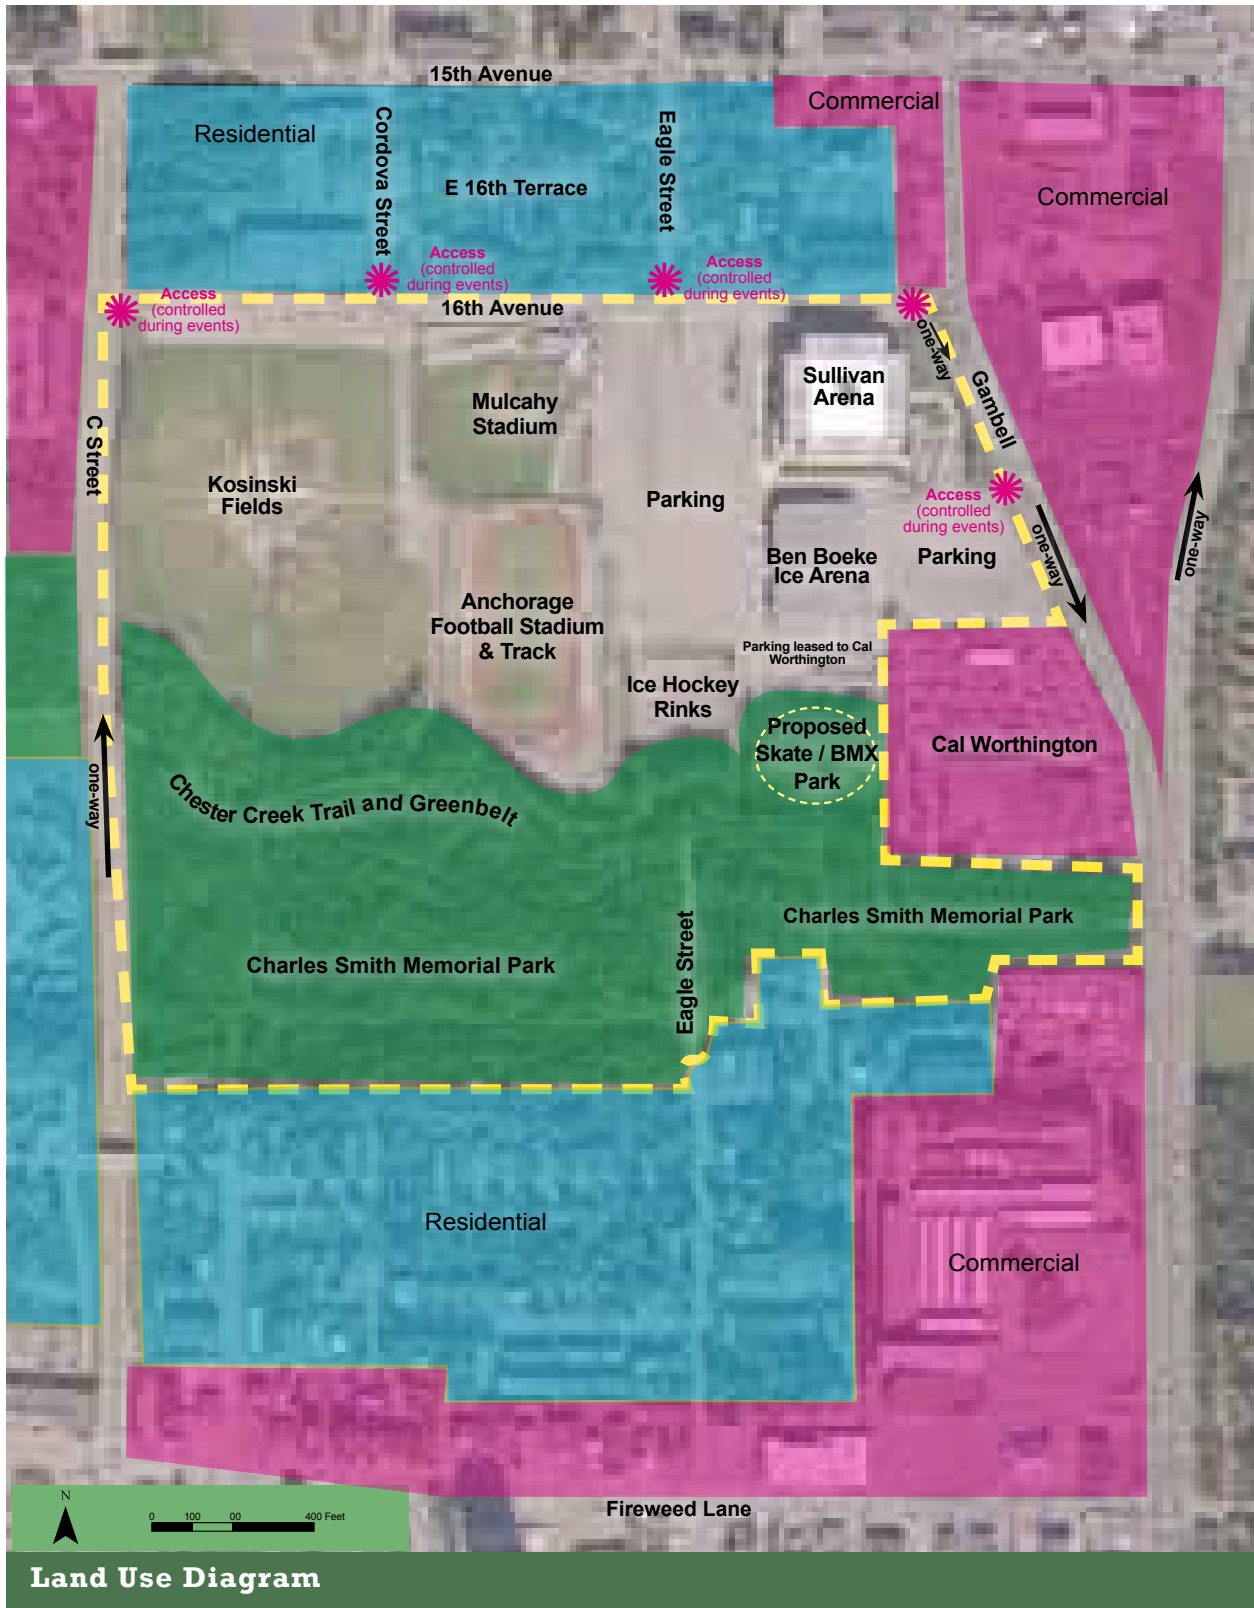 15th Avenue
Commercial
Residential
Cordova Street
Eagle Street
E 16th Terrace
Commercial
Access
(controlled
during events)
Access
(controlled
during events)
Access
(controlled
during events)
16th Avenue
one-way
Gambell
Sullivan
Arena
Mulcahy
Stadium
C Street
Kosinski
Fields
Parking
Access
(controlled
during events)
one-way
one-way
Ben Boeke
Ice Arena
Parking
Anchorage
Football Stadium
& Track
Parking leased to Cal
Worthington
Ice Hockey
Rinks
Proposed
Skate / BMX
Park
Cal Worthington
one-way
Chester Creek Trail and Greenbelt
Charles Smith Memorial Park
Eagle Street
Charles Smith Memorial Park
Residential
Commercial
Fireweed Lane
N
0 100 00 400 Feet
Land Use Diagram